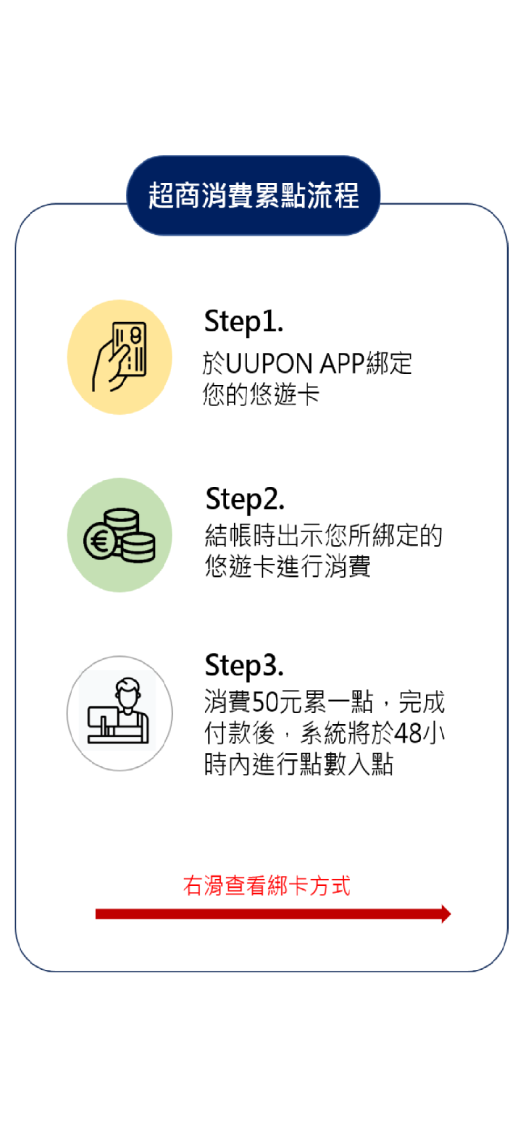 超商消費累點流程
Step1.
於UUPON APP綁定
您的悠遊卡
Step2.
結帳時出示您所綁定的
悠遊卡進行消費
Step3.
消費50元累一點，完成
付款後，系統將於48小
時內進行點數入點
右滑查看綁卡方式